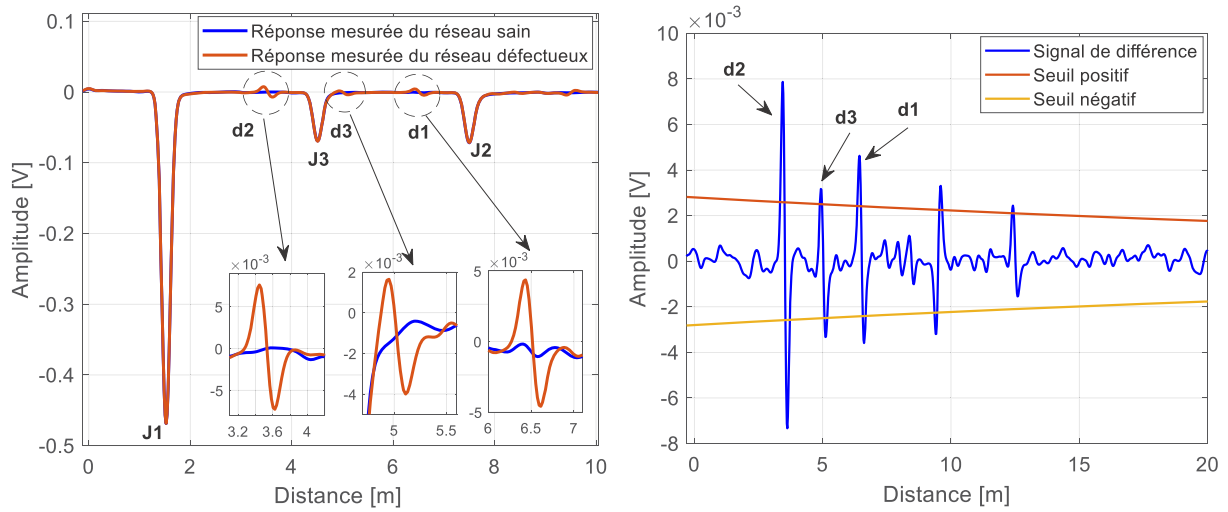 0.1
0
-0.1
-0.2
-0.3
-0.4
-0.5
Amplitude [V]
Réponse mesurée du réseau sain
Réponse mesurée du réseau défectueux
d2
J3
d3
d1
J2
J1
×10⁻³
5
0
-5
3.2
3.6
4
×10⁻³
2
0
-2
-4
5
5.5
×10⁻³
5
0
-5
6
6.5
7
0
2
4
6
8
10
Distance [m]
×10⁻³
10
8
6
4
2
0
-2
-4
-6
-8
Amplitude [V]
Signal de différence
Seuil positif
Seuil négatif
d2
d3
d1
0
5
10
15
20
Distance [m]